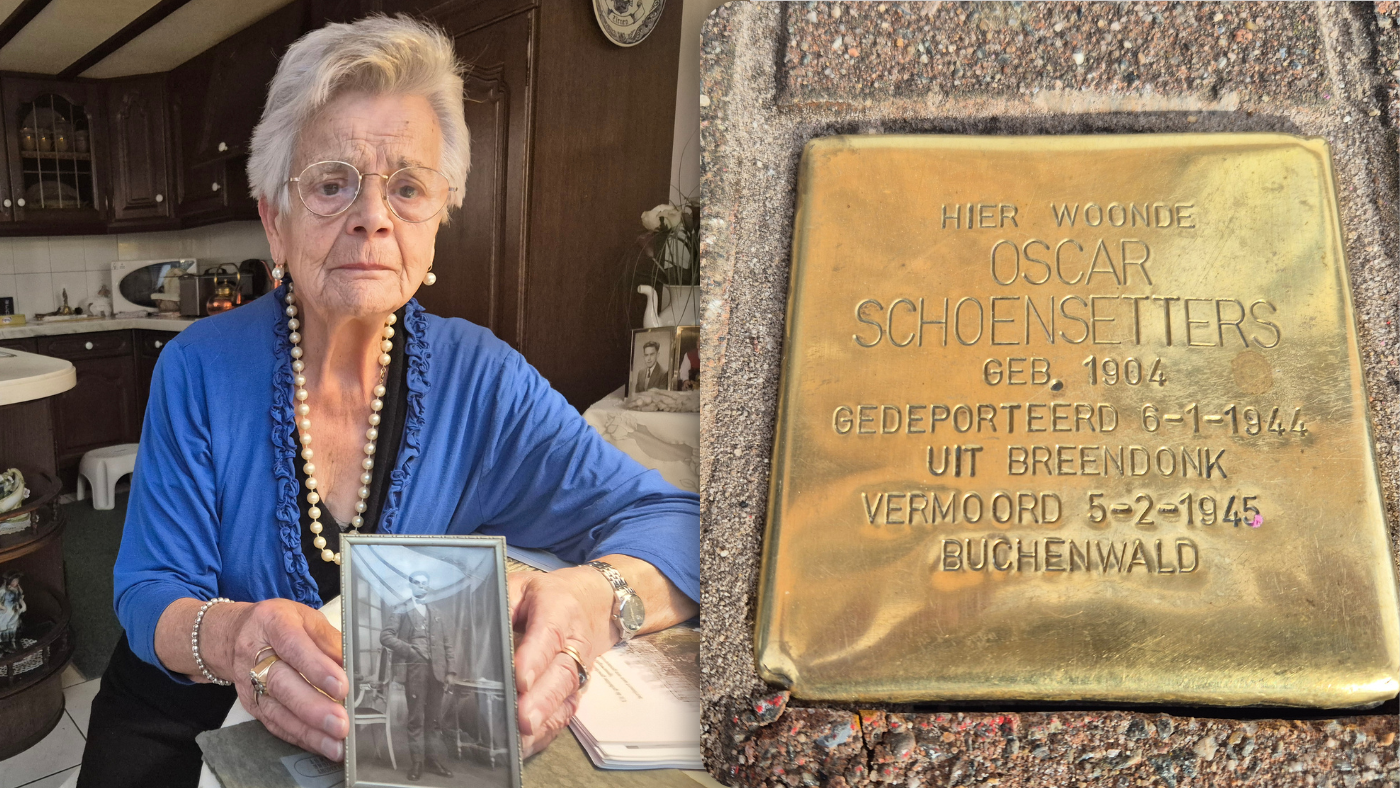 HIER WOONDE
OSCAR
SCHOENSETTERS
GEB. 1904
GEDEPORTEERD 6-1-1944
UIT BREENDONK
VERMOORD 5-2-1945
BUCHENWALD